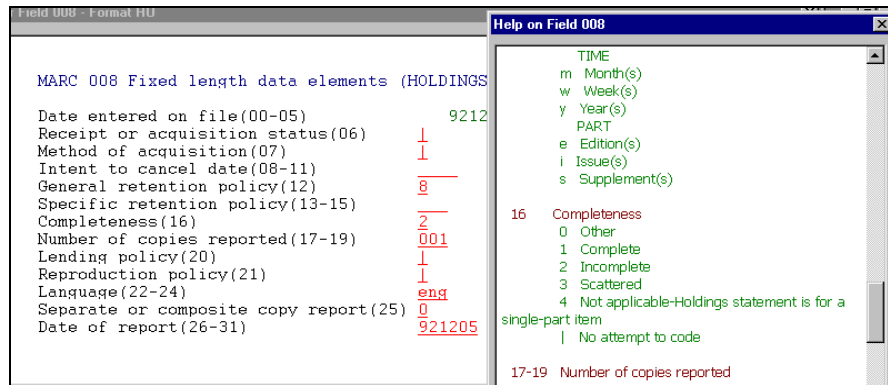 Field 008 - Format HU
MARC 008 Fixed length data elements (HOLDINGS
Date entered on file(00-05) 9212
Receipt or acquisition status(06) |
Method of acquisition(07) |
Intent to cancel date(08-11) ____
General retention policy(12) 8
Specific retention policy(13-15) ___
Completeness(16) 2
Number of copies reported(17-19) 001
Lending policy(20) |
Reproduction policy(21) |
Language(22-24) eng
Separate or composite copy report(25) 0
Date of report(26-31) 921205
Help on Field 008
TIME
m Month(s)
w Week(s)
y Year(s)
PART
e Edition(s)
i Issue(s)
s Supplement(s)
16 Completeness
0 Other
1 Complete
2 Incomplete
3 Scattered
4 Not applicable-Holdings statement is for a
single-part item
| No attempt to code
17-19 Number of copies reported